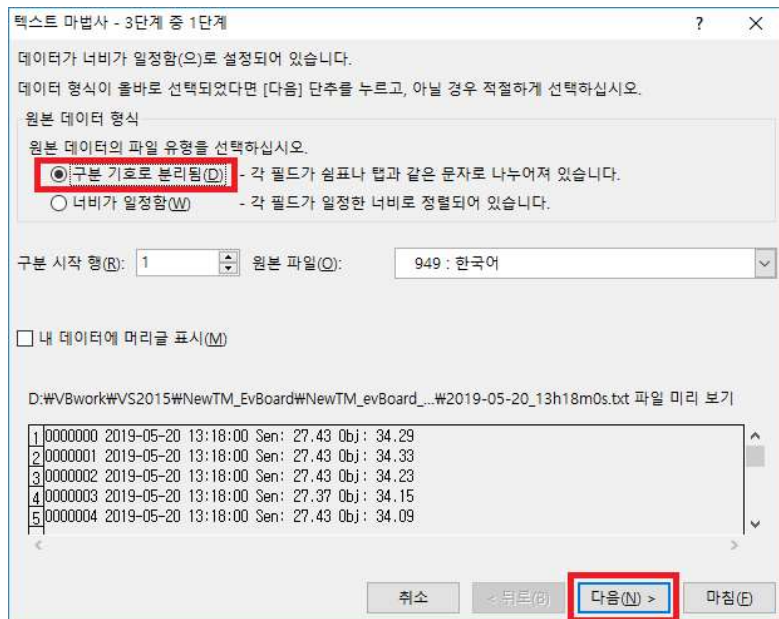 텍스트 마법사 - 3단계 중 1단계 ?
데이터가 너비가 일정함(으)로 설정되어 있습니다.
데이터 형식이 올바로 선택되었다면 [다음] 단추를 누르고, 아닐 경우 적절하게 선택하십시오.
원본 데이터 형식
원본 데이터의 파일 유형을 선택하십시오.
구분 기호로 분리됨(D) - 각 필드가 쉼표나 탭과 같은 문자로 나누어져 있습니다.
너비가 일정함(W) - 각 필드가 일정한 너비로 정렬되어 있습니다.
구분 시작 행(R): 1 원본 파일(O): 949 : 한국어
내 데이터에 머리글 표시(M)
D:₩VBwork₩VS2015₩NewTM_EvBoard₩NewTM_evBoard_...₩2019-05-20_13h18m0s.txt 파일 미리 보기
1 0000000 2019-05-20 13:18:00 Sen: 27.43 Obj: 34.29
2 0000001 2019-05-20 13:18:00 Sen: 27.43 Obj: 34.33
3 0000002 2019-05-20 13:18:00 Sen: 27.43 Obj: 34.23
4 0000003 2019-05-20 13:18:00 Sen: 27.37 Obj: 34.15
5 0000004 2019-05-20 13:18:00 Sen: 27.43 Obj: 34.09
취소 < 뒤로(B) 다음(N) > 마침(F)